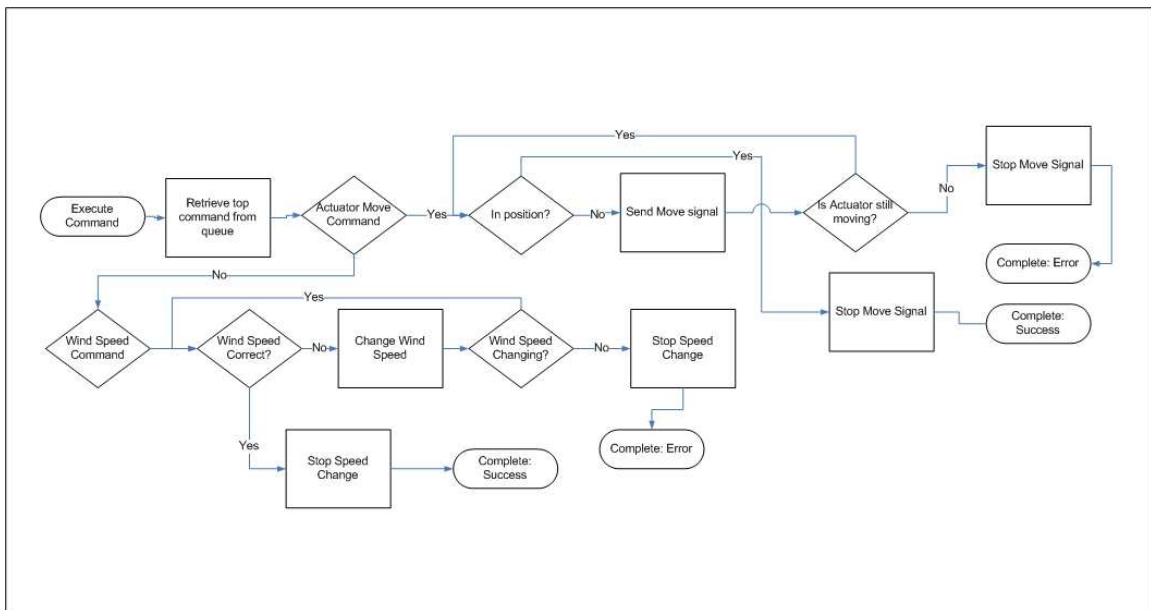 Yes
Yes
Stop Move Signal
Execute
Command
Retrieve top
command from
queue
Actuator Move
Command
Yes
In position?
No
Send Move signal
Is Actuator still
moving?
No
Complete: Error
No
Yes
Stop Move Signal
Complete:
Success
Wind Speed
Command
Wind Speed
Correct?
No
Change Wind
Speed
Wind Speed
Changing?
No
Stop Speed
Change
Yes
Complete: Error
Stop Speed
Change
Complete:
Success